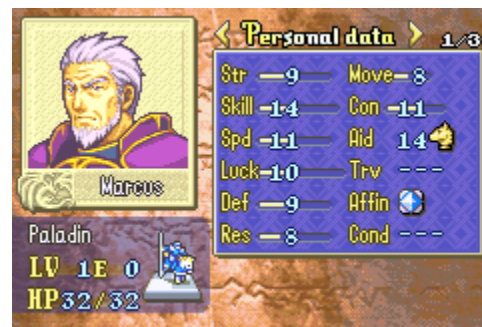 Personal data 1/3
Str 9 Move 8
Skill 14 Con 11
Spd 11 Aid 14
Luck 10 Trv ---
Def 9 Affin
Res 8 Cond ---
Marcus
Paladin
LV 1 E 0
HP 32/32